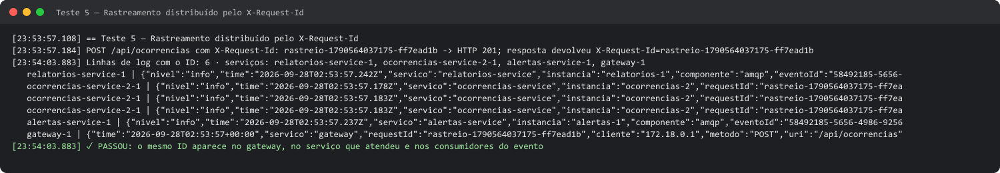 Teste 5 — Rastreamento distribuído pelo X-Request-Id
[23:53:57.108] == Teste 5 — Rastreamento distribuído pelo X-Request-Id
[23:53:57.184] POST /api/ocorrencias com X-Request-Id: rastreio-1790564037175-ff7ead1b -> HTTP 201; resposta devolveu X-Request-Id=rastreio-1790564037175-ff7ead1b
[23:54:03.883] Linhas de log com o ID: 6 · serviços: relatorios-service-1, ocorrencias-service-2-1, alertas-service-1, gateway-1
relatorios-service-1 | {"nivel":"info","time":"2026-09-28T02:53:57.242Z","servico":"relatorios-service","instancia":"relatorios-1","componente":"amqp","eventoId":"58492185-5656-
ocorrencias-service-2-1 | {"nivel":"info","time":"2026-09-28T02:53:57.178Z","servico":"ocorrencias-service","instancia":"ocorrencias-2","requestId":"rastreio-1790564037175-ff7ea
ocorrencias-service-2-1 | {"nivel":"info","time":"2026-09-28T02:53:57.183Z","servico":"ocorrencias-service","instancia":"ocorrencias-2","requestId":"rastreio-1790564037175-ff7ea
ocorrencias-service-2-1 | {"nivel":"info","time":"2026-09-28T02:53:57.183Z","servico":"ocorrencias-service","instancia":"ocorrencias-2","requestId":"rastreio-1790564037175-ff7ea
alertas-service-1 | {"nivel":"info","time":"2026-09-28T02:53:57.237Z","servico":"alertas-service","instancia":"alertas-1","componente":"amqp","eventoId":"58492185-5656-4986-9256
gateway-1 | {"time":"2026-09-28T02:53:57+00:00","servico":"gateway","requestId":"rastreio-1790564037175-ff7ead1b","cliente":"172.18.0.1","metodo":"POST","uri":"/api/ocorrencias"
[23:54:03.883] ✓ PASSOU: o mesmo ID aparece no gateway, no serviço que atendeu e nos consumidores do evento